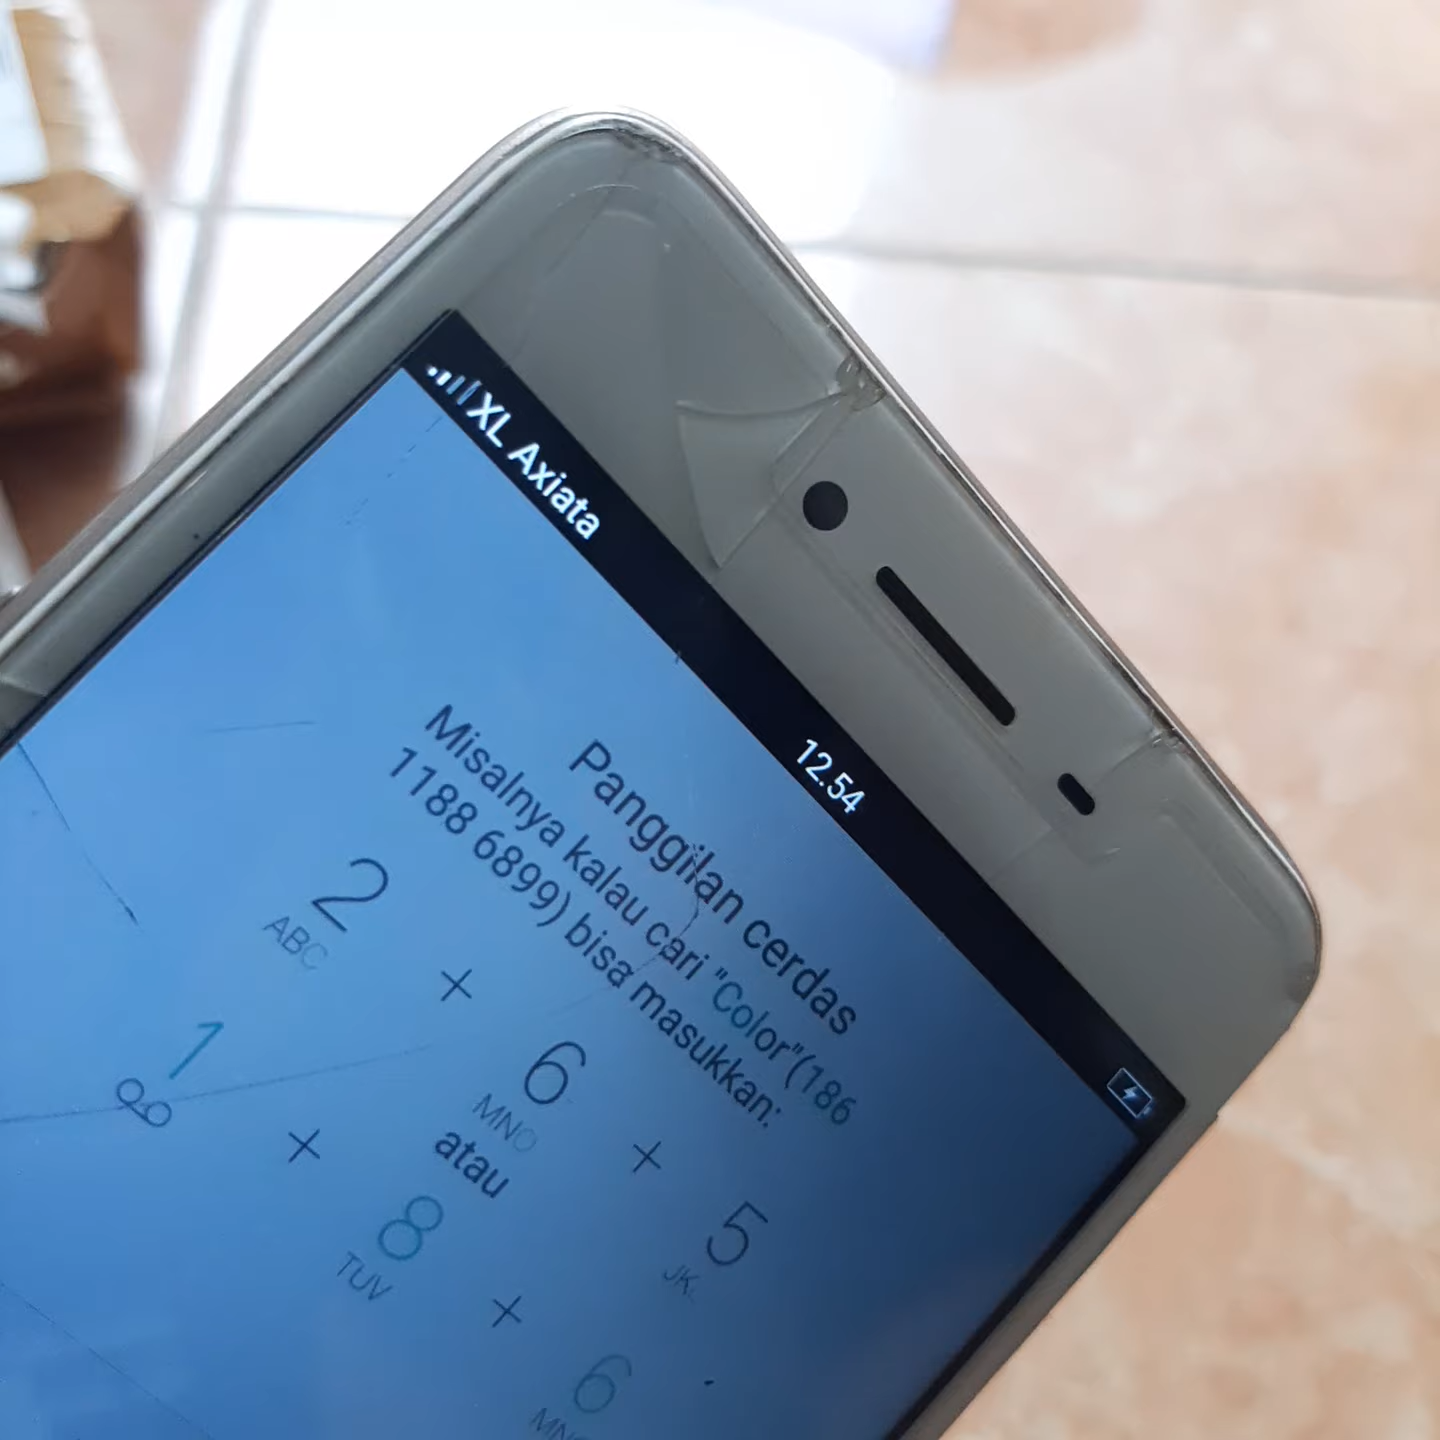 XL Axiata
12.54
Panggilan cerdas
Misalnya kalau cari "Color"(186
1188 6899) bisa masukkan:
2 + 6 + 5
ABC MNO JK
atau
1 + 8 + 6
TUV